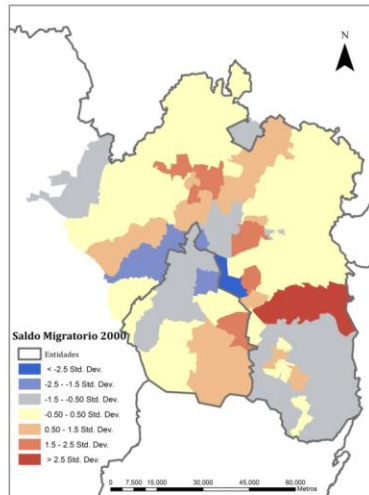 N
Saldo Migratorio 2000
Entidades
< -2.5 Std. Dev.
-2.5 - -1.5 Std. Dev.
-1.5 - -0.50 Std. Dev.
-0.50 - 0.50 Std. Dev.
0.50 - 1.5 Std. Dev.
1.5 - 2.5 Std. Dev.
> 2.5 Std. Dev.
0 7,500 15,000 30,000 45,000 60,000
Metros